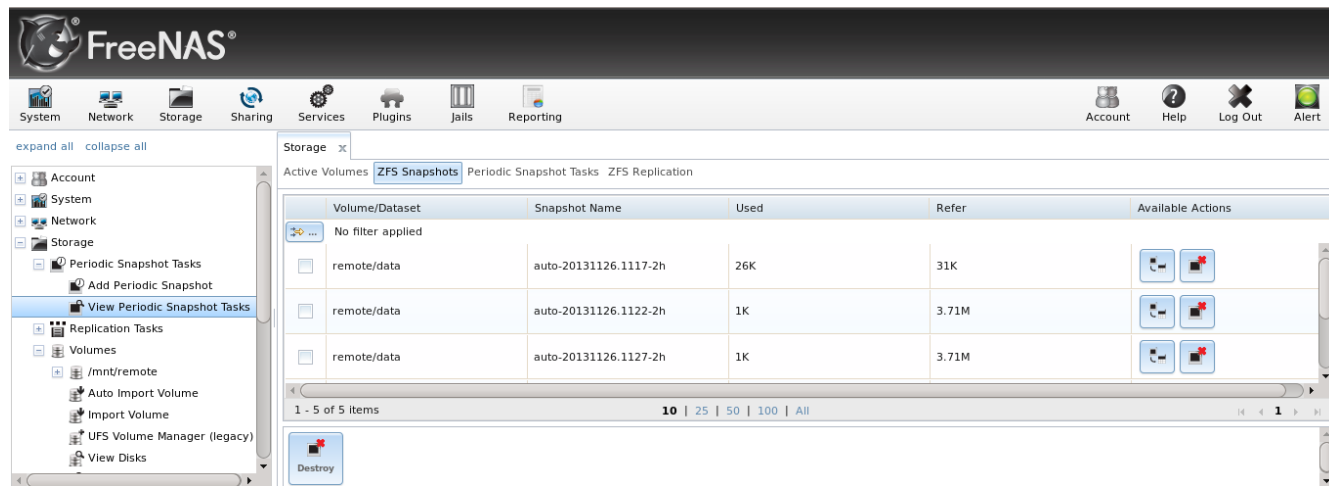 FreeNAS®
System Network Storage Sharing Services Plugins Jails Reporting Account Help Log Out Alert
expand all collapse all
Account
System
Network
Storage
Periodic Snapshot Tasks
Add Periodic Snapshot
View Periodic Snapshot Tasks
Replication Tasks
Volumes
/mnt/remote
Auto Import Volume
Import Volume
UFS Volume Manager (legacy)
View Disks
Storage x
Active Volumes ZFS Snapshots Periodic Snapshot Tasks ZFS Replication
Volume/Dataset Snapshot Name Used Refer Available Actions
... No filter applied
remote/data auto-20131126.1117-2h 26K 31K
remote/data auto-20131126.1122-2h 1K 3.71M
remote/data auto-20131126.1127-2h 1K 3.71M
1 - 5 of 5 items 10 | 25 | 50 | 100 | All 1
Destroy